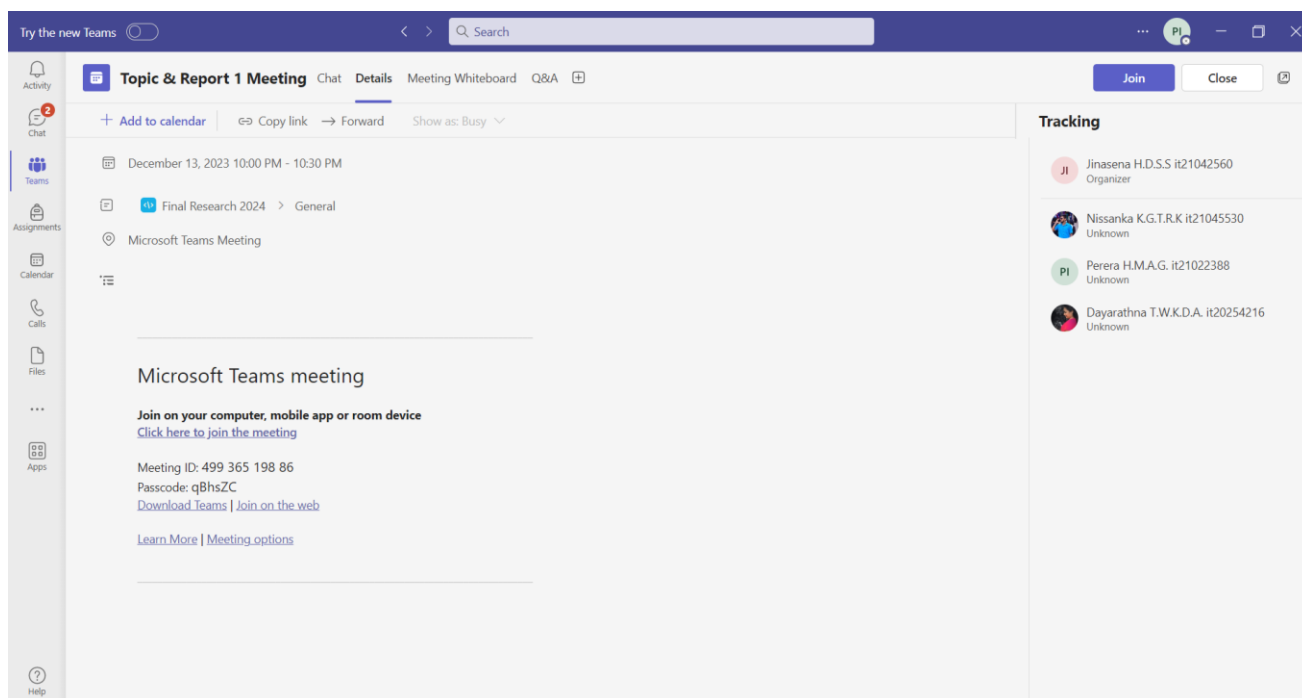 Try the new Teams
Search
PI
Activity
2
Chat
Teams
Assignments
Calendar
Calls
Files
Apps
Help
Topic & Report 1 Meeting Chat Details Meeting Whiteboard Q&A
Join Close
Add to calendar Copy link Forward Show as: Busy
December 13, 2023 10:00 PM - 10:30 PM
Final Research 2024 > General
Microsoft Teams Meeting
Microsoft Teams meeting
Join on your computer, mobile app or room device
Click here to join the meeting
Meeting ID: 499 365 198 86
Passcode: qBhsZC
Download Teams | Join on the web
Learn More | Meeting options
Tracking
JI
Jinasena H.D.S.S it21042560
Organizer
Nissanka K.G.T.R.K it21045530
Unknown
PI
Perera H.M.A.G. it21022388
Unknown
Dayarathna T.W.K.D.A. it20254216
Unknown